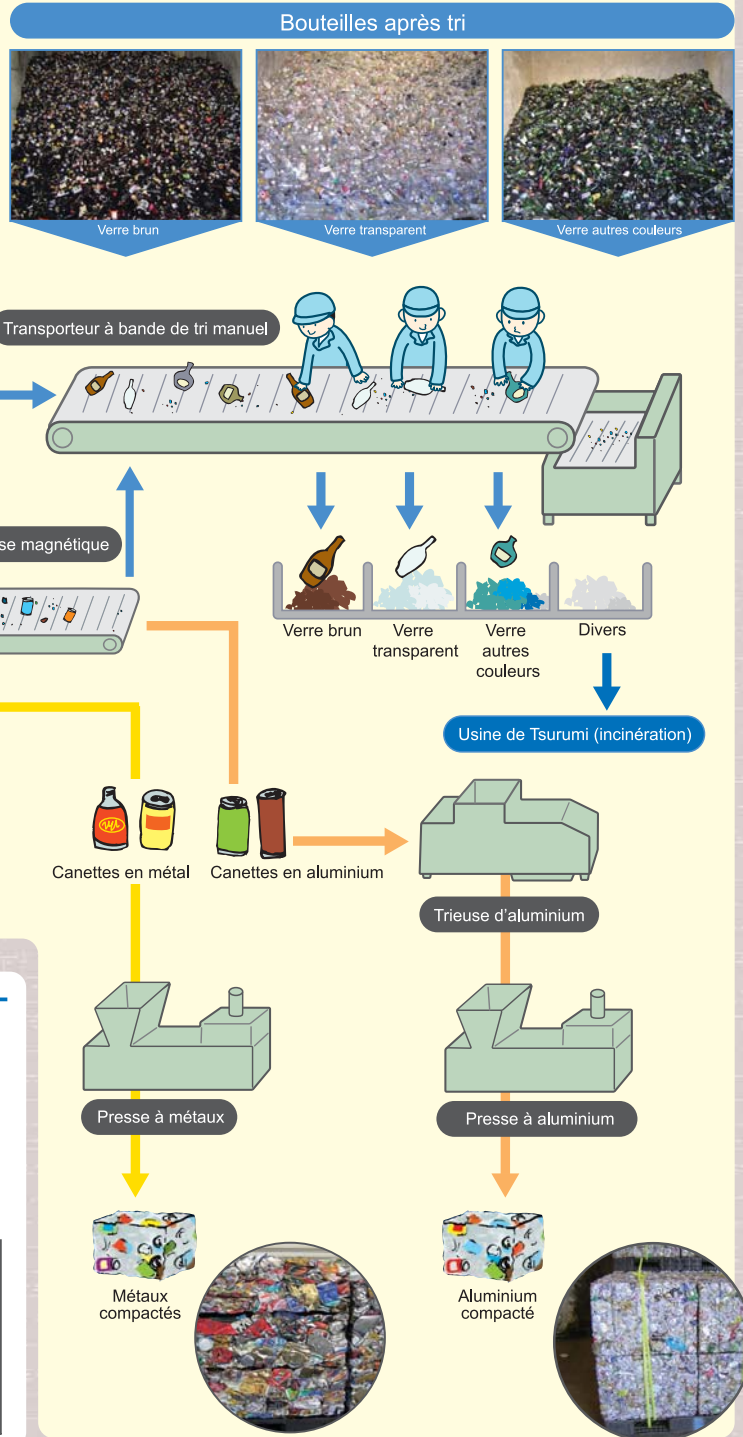 Bouteilles après tri
Verre brun
Verre transparent
Verre autres couleurs
Transporteur à bande de tri manuel
magnétique
Verre brun
Verre
transparent
Verre
autres
couleurs
Divers
Usine de Tsurumi (incinération)
Canettes en métal
Canettes en aluminium
Trieuse d'aluminium
Presse à métaux
Presse à aluminium
Métaux
compactés
Aluminium
compacté